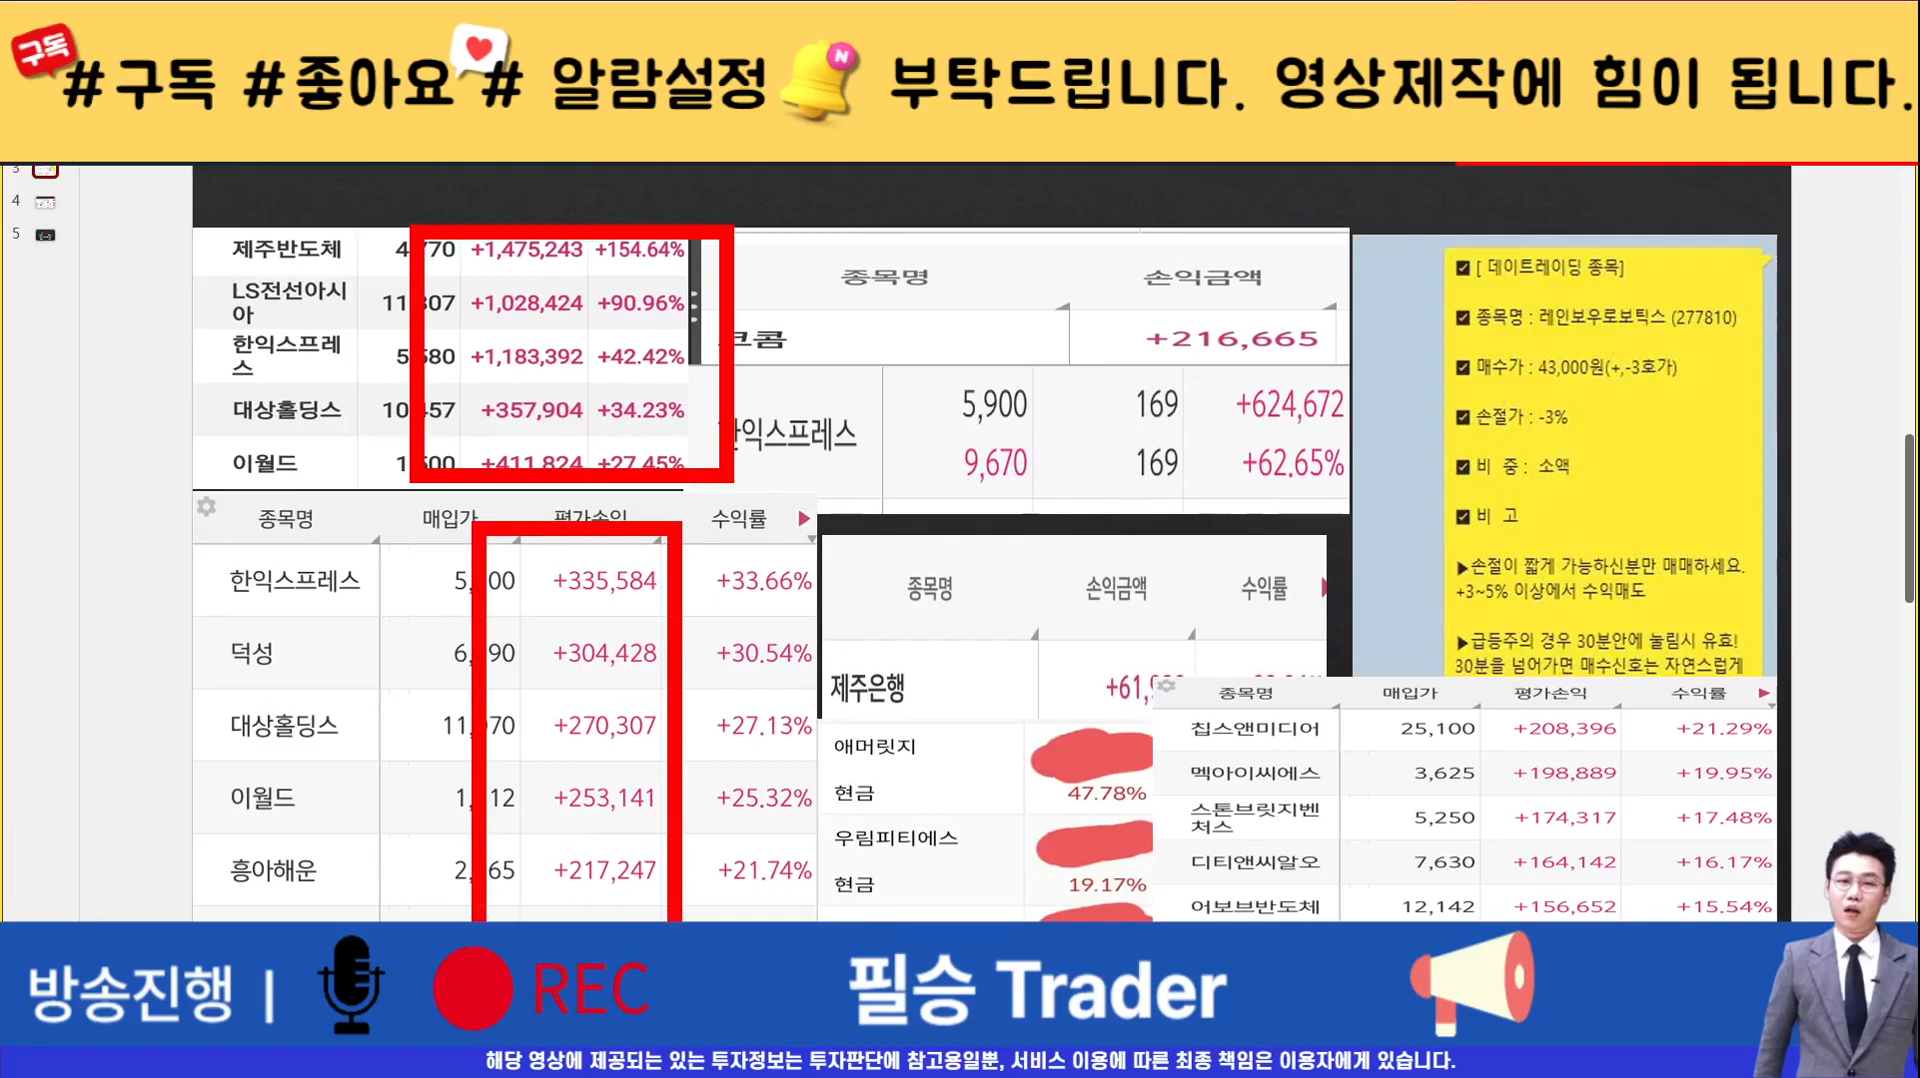 구독
#구독 #좋아요 # 알람설정 N 부탁드립니다. 영상제작에 힘이 됩니다.
3
4
5
제주반도체 4,770 +1,475,243 +154.64%
LS전선아시아 11,307 +1,028,424 +90.96%
한익스프레스 5,580 +1,183,392 +42.42%
대상홀딩스 10,457 +357,904 +34.23%
이월드 +411,824 +27.45%
종목명 손익금액
코콤 +216,665
한익스프레스 5,900 169 +624,672
9,670 169 +62.65%
[ 데이트레이딩 종목]
종목명 : 레인보우로보틱스 (277810)
매수가 : 43,000원(+,-3호가)
손절가 : -3%
비 중 : 소액
비 고
▶손절이 짧게 가능하신분만 매매하세요.
+3~5% 이상에서 수익매도
▶급등주의 경우 30분안에 눌림시 유효!
30분을 넘어가면 매수신호는 자연스럽게
종목명 매입가 평가손익 수익률
한익스프레스 +335,584 +33.66%
덕성 +304,428 +30.54%
대상홀딩스 +270,307 +27.13%
이월드 +253,141 +25.32%
흥아해운 +217,247 +21.74%
종목명 손익금액 수익률
제주은행
애머릿지
현금 47.78%
우림피티에스
현금 19.17%
종목명 매입가 평가손익 수익률
칩스앤미디어 25,100 +208,396 +21.29%
멕아이씨에스 3,625 +198,889 +19.95%
스톤브릿지벤처스 5,250 +174,317 +17.48%
디티앤씨알오 7,630 +164,142 +16.17%
어보브반도체 12,142 +156,652 +15.54%
방송진행 | REC 필승 Trader
해당 영상에 제공되는 있는 투자정보는 투자판단에 참고용일뿐, 서비스 이용에 따른 최종 책임은 이용자에게 있습니다.